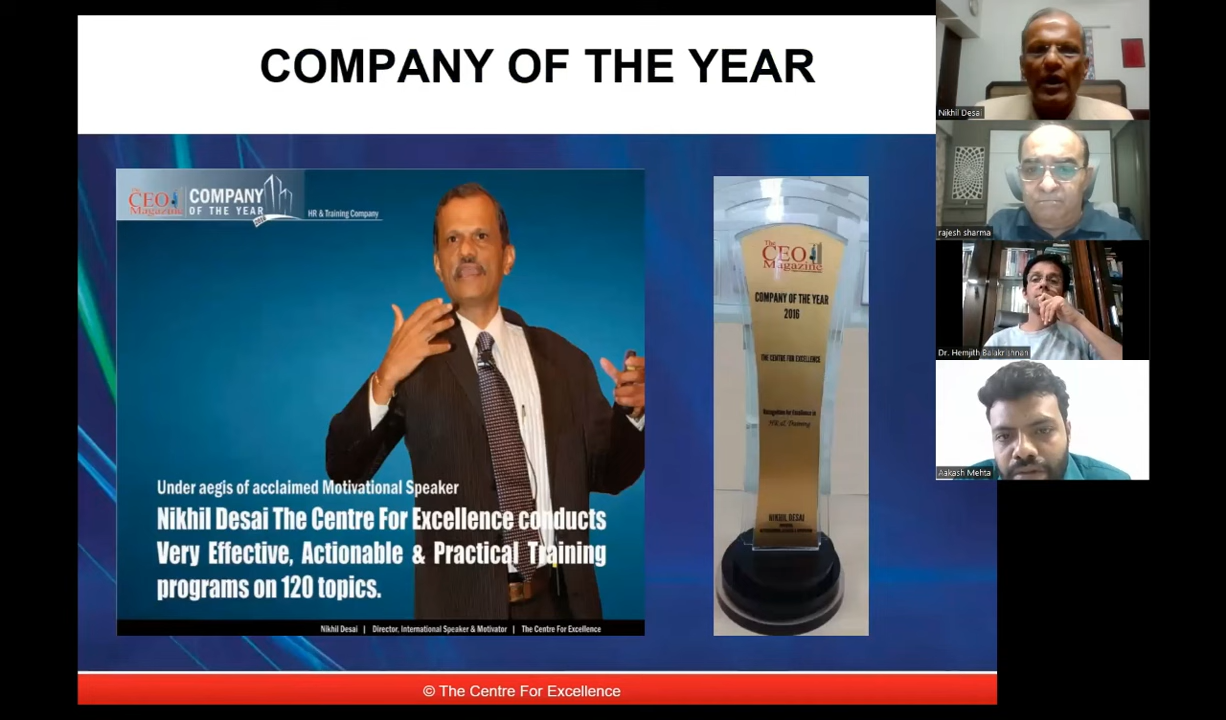 COMPANY OF THE YEAR
The
CEO
Magazine
COMPANY
OF THE YEAR
HR & Training Company
Under aegis of acclaimed Motivational Speaker
Nikhil Desai The Centre For Excellence conducts
Very Effective, Actionable & Practical Training
programs on 120 topics.
Nikhil Desai | Director, International Speaker & Motivator | The Centre For Excellence
The
CEO
Magazine
COMPANY OF THE YEAR
2016
THE CENTRE FOR EXCELLENCE
Recognition for Excellence in
HR & Training
NIKHIL DESAI
© The Centre For Excellence
Nikhil Desai
rajesh sharma
Dr. Hemjith Balakrishnan
Aakash Mehta